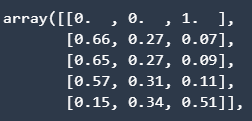 array([[0.  , 0.  , 1.  ],
       [0.66, 0.27, 0.07],
       [0.65, 0.27, 0.09],
       [0.57, 0.31, 0.11],
       [0.15, 0.34, 0.51]],